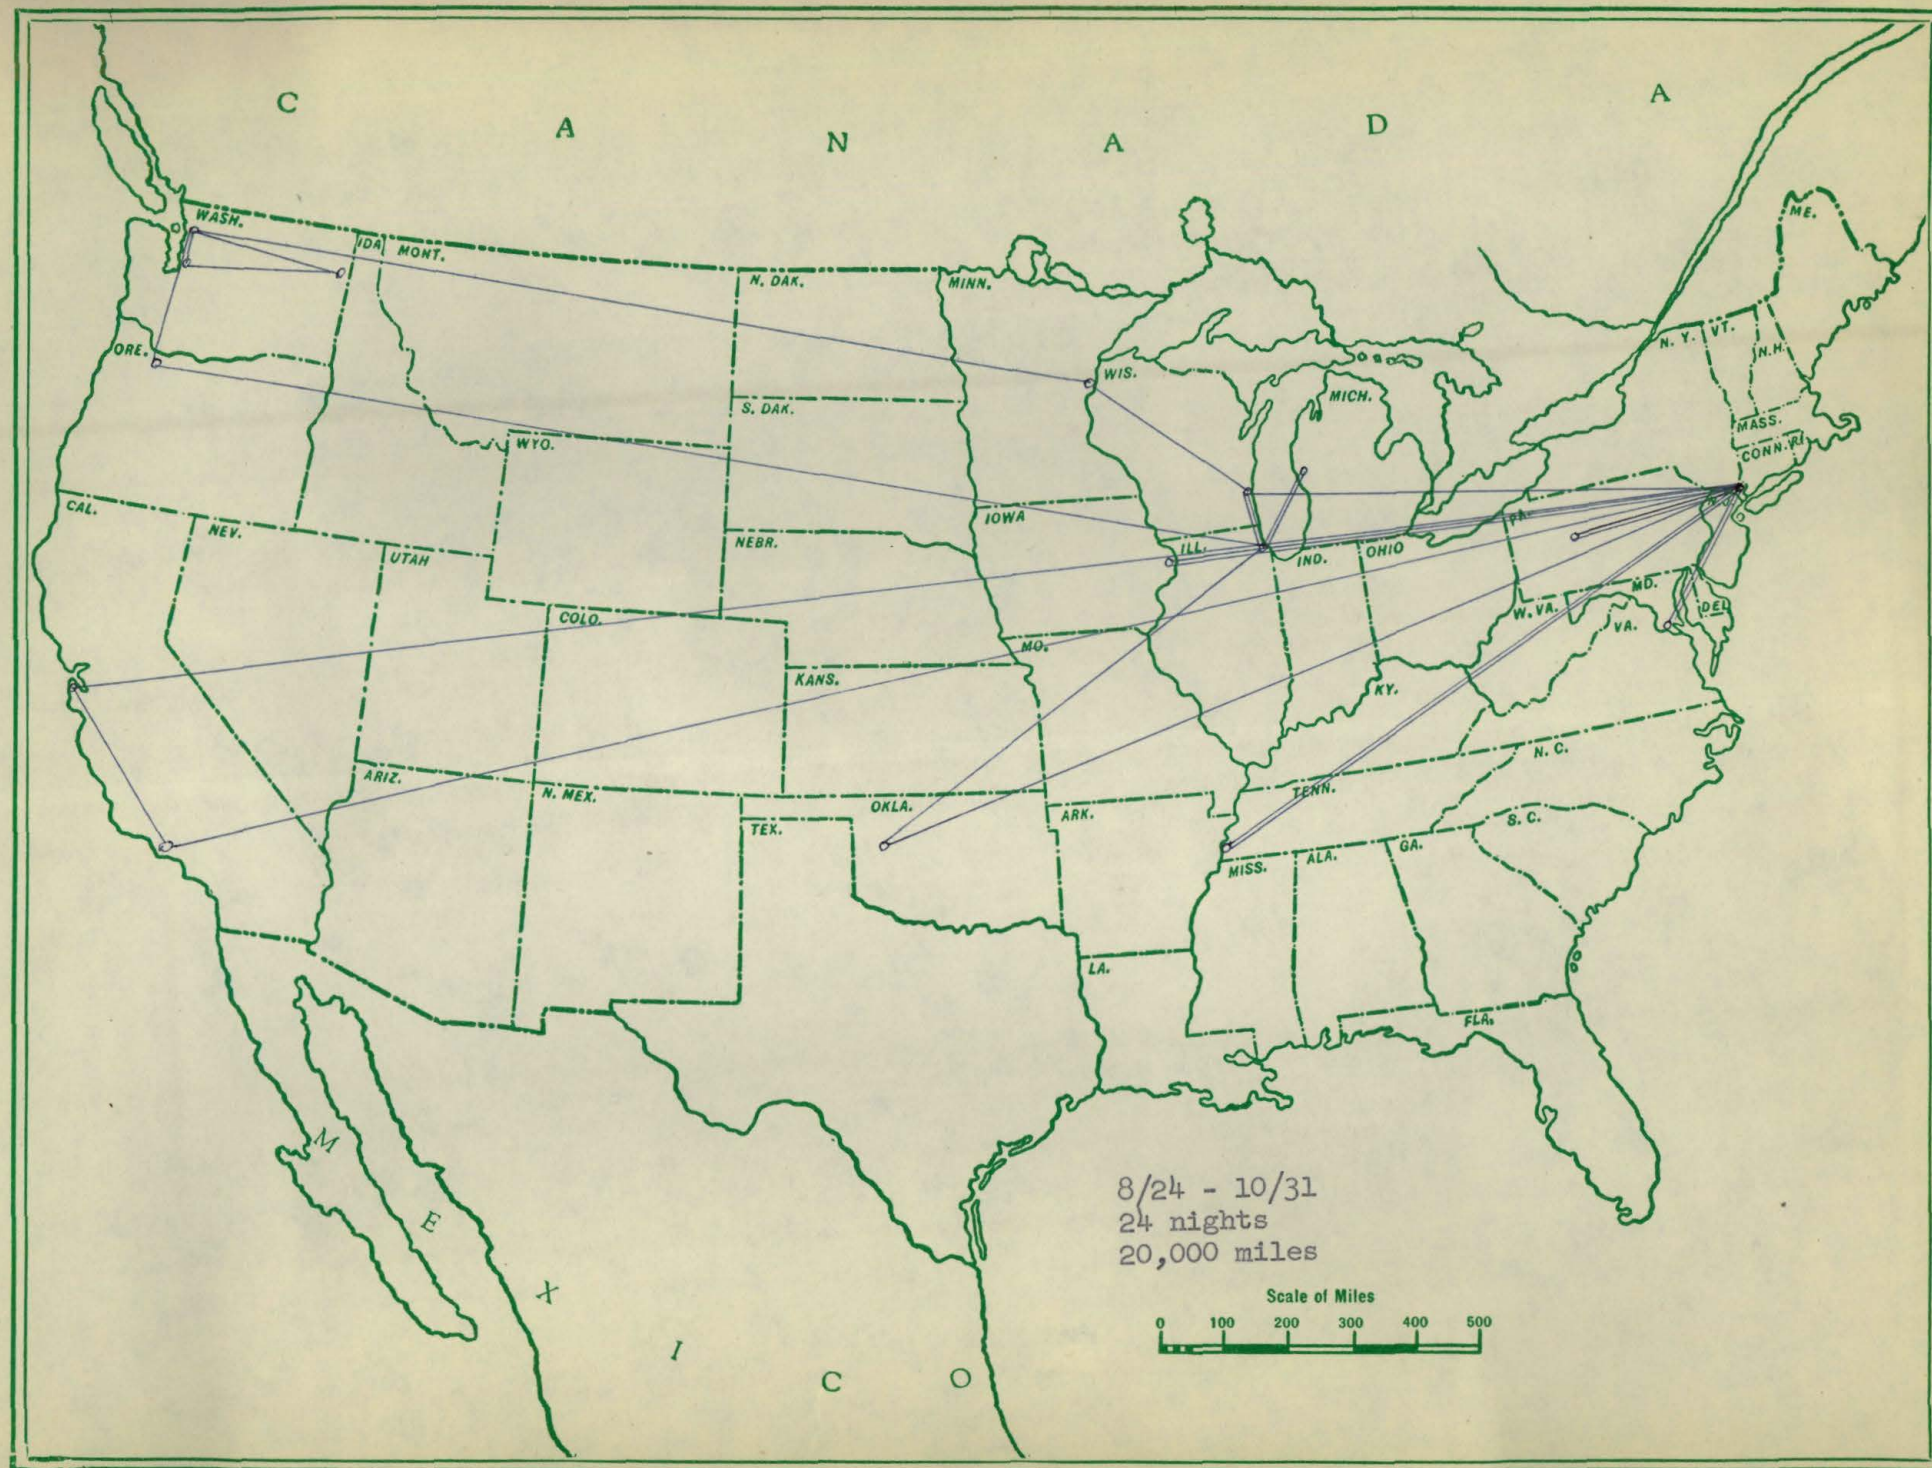 C A N A D A
WASH.
IDA
MONT.
N. DAK.
MINN.
ME.
ORE.
S. DAK.
WIS.
MICH.
N. Y.
VT.
N.H.
WYO.
MASS.
CONN.
RI
CAL.
NEV.
UTAH
NEBR.
IOWA
ILL.
IND.
OHIO
PA.
COLO.
W. VA.
MD.
DEL
VA.
MO.
KANS.
KY.
ARIZ.
N. MEX.
OKLA.
TEX.
ARK.
TENN.
N. C.
S. C.
MISS.
ALA.
GA.
LA.
FLA.
M E X I C O
8/24 - 10/31
24 nights
20,000 miles
Scale of Miles
0 100 200 300 400 500